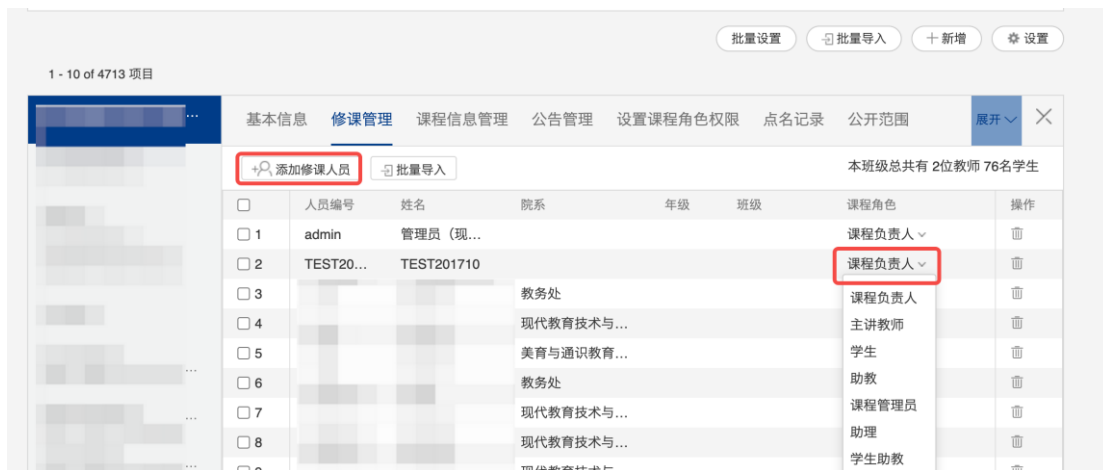 批量设置 批量导入 新增 设置
1 - 10 of 4713 项目
... 基本信息 修课管理 课程信息管理 公告管理 设置课程角色权限 点名记录 公开范围 展开
添加修课人员 批量导入 本班级总共有 2位教师 76名学生
人员编号 姓名 院系 年级 班级 课程角色 操作
1 admin 管理员（现... 课程负责人
2 TEST20... TEST201710 课程负责人
3 教务处 课程负责人
4 现代教育技术与... 主讲教师
5 美育与通识教育... 学生
6 教务处 助教
7 现代教育技术与... 课程管理员
8 现代教育技术与... 助理
学生助教